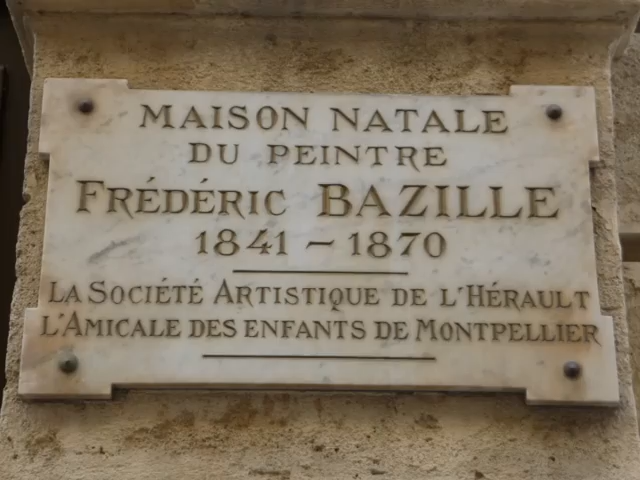 MAISON NATALE
DU PEINTRE
FRÉDÉRIC BAZILLE
1841 – 1870
LA SOCIÉTÉ ARTISTIQUE DE L'HÉRAULT
L'AMICALE DES ENFANTS DE MONTPELLIER